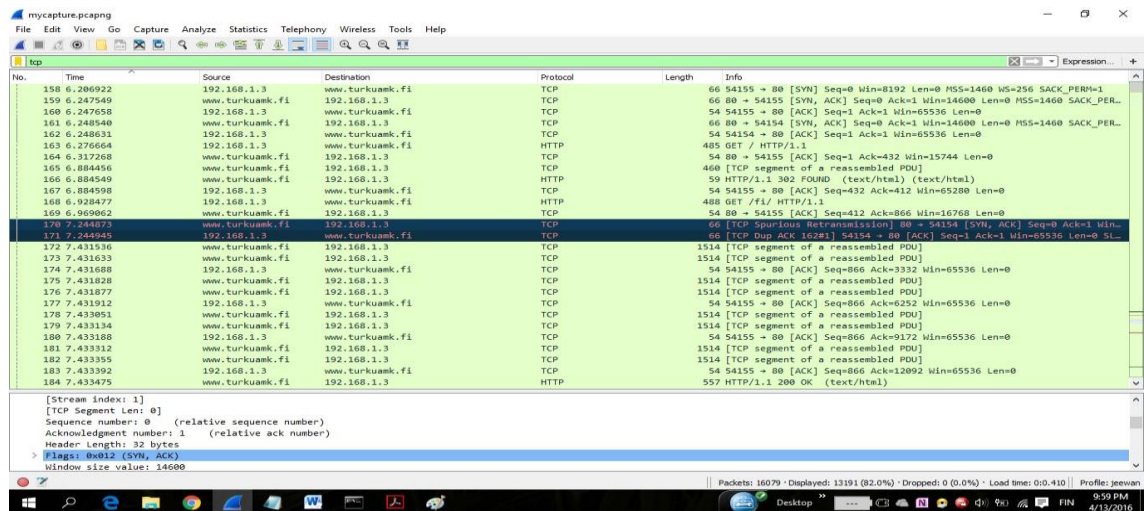 mycapture.pcapng
File Edit View Go Capture Analyze Statistics Telephony Wireless Tools Help
tcp
Expression... +
No. Time Source Destination Protocol Length Info
158 6.206922 192.168.1.3 www.turkuamk.fi TCP 66 54155 → 80 [SYN] Seq=0 Win=8192 Len=0 MSS=1460 WS=256 SACK_PERM=1
159 6.247549 www.turkuamk.fi 192.168.1.3 TCP 66 80 → 54155 [SYN, ACK] Seq=0 Ack=1 Win=14600 Len=0 MSS=1460 SACK_PER…
160 6.247658 192.168.1.3 www.turkuamk.fi TCP 54 54155 → 80 [ACK] Seq=1 Ack=1 Win=65536 Len=0
161 6.248540 www.turkuamk.fi 192.168.1.3 TCP 66 80 → 54154 [SYN, ACK] Seq=0 Ack=1 Win=14600 Len=0 MSS=1460 SACK_PER…
162 6.248631 192.168.1.3 www.turkuamk.fi TCP 54 54154 → 80 [ACK] Seq=1 Ack=1 Win=65536 Len=0
163 6.276664 192.168.1.3 www.turkuamk.fi HTTP 485 GET / HTTP/1.1
164 6.317268 www.turkuamk.fi 192.168.1.3 TCP 54 80 → 54155 [ACK] Seq=1 Ack=432 Win=15744 Len=0
165 6.884456 www.turkuamk.fi 192.168.1.3 TCP 460 [TCP segment of a reassembled PDU]
166 6.884549 www.turkuamk.fi 192.168.1.3 HTTP 59 HTTP/1.1 302 FOUND (text/html) (text/html)
167 6.884598 192.168.1.3 www.turkuamk.fi TCP 54 54155 → 80 [ACK] Seq=432 Ack=412 Win=65280 Len=0
168 6.928477 192.168.1.3 www.turkuamk.fi HTTP 488 GET /fi/ HTTP/1.1
169 6.969062 www.turkuamk.fi 192.168.1.3 TCP 54 80 → 54155 [ACK] Seq=412 Ack=866 Win=16768 Len=0
170 7.244873 www.turkuamk.fi 192.168.1.3 TCP 66 [TCP Spurious Retransmission] 80 → 54154 [SYN, ACK] Seq=0 Ack=1 Win…
171 7.244945 192.168.1.3 www.turkuamk.fi TCP 66 [TCP Dup ACK 162#1] 54154 → 80 [ACK] Seq=1 Ack=1 Win=65536 Len=0 SL…
172 7.431536 www.turkuamk.fi 192.168.1.3 TCP 1514 [TCP segment of a reassembled PDU]
173 7.431633 www.turkuamk.fi 192.168.1.3 TCP 1514 [TCP segment of a reassembled PDU]
174 7.431688 192.168.1.3 www.turkuamk.fi TCP 54 54155 → 80 [ACK] Seq=866 Ack=3332 Win=65536 Len=0
175 7.431828 www.turkuamk.fi 192.168.1.3 TCP 1514 [TCP segment of a reassembled PDU]
176 7.431877 www.turkuamk.fi 192.168.1.3 TCP 1514 [TCP segment of a reassembled PDU]
177 7.431912 192.168.1.3 www.turkuamk.fi TCP 54 54155 → 80 [ACK] Seq=866 Ack=6252 Win=65536 Len=0
178 7.433051 www.turkuamk.fi 192.168.1.3 TCP 1514 [TCP segment of a reassembled PDU]
179 7.433134 www.turkuamk.fi 192.168.1.3 TCP 1514 [TCP segment of a reassembled PDU]
180 7.433188 192.168.1.3 www.turkuamk.fi TCP 54 54155 → 80 [ACK] Seq=866 Ack=9172 Win=65536 Len=0
181 7.433312 www.turkuamk.fi 192.168.1.3 TCP 1514 [TCP segment of a reassembled PDU]
182 7.433355 www.turkuamk.fi 192.168.1.3 TCP 1514 [TCP segment of a reassembled PDU]
183 7.433392 192.168.1.3 www.turkuamk.fi TCP 54 54155 → 80 [ACK] Seq=866 Ack=12092 Win=65536 Len=0
184 7.433475 www.turkuamk.fi 192.168.1.3 HTTP 557 HTTP/1.1 200 OK (text/html)
[Stream index: 1]
[TCP Segment Len: 0]
Sequence number: 0 (relative sequence number)
Acknowledgment number: 1 (relative ack number)
Header Length: 32 bytes
> Flags: 0x012 (SYN, ACK)
Window size value: 14600
Packets: 16079 · Displayed: 13191 (82.0%) · Dropped: 0 (0.0%) · Load time: 0:0.410 Profile: jeewan
Desktop FIN 9:59 PM
4/13/2016